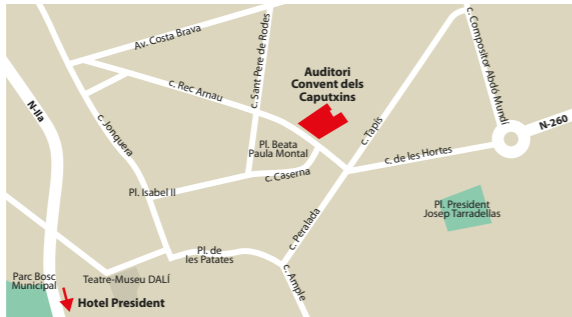 Av. Costa Brava
c. Sant Pere de Rodes
c. Compositor Abdó Mundí
N-IIa
c. Rec Arnau
Auditori
Convent dels
Caputxins
c. Jonquera
c. Tapis
N-260
Pl. Beata
Paula Montal
c. de les Hortes
c. Caserna
Pl. Isabel II
Pl. President
Josep Tarradellas
c. Peralada
Pl. de
les Patates
Parc Bosc
Municipal
Teatre-Museu DALÍ
c. Ample
Hotel President